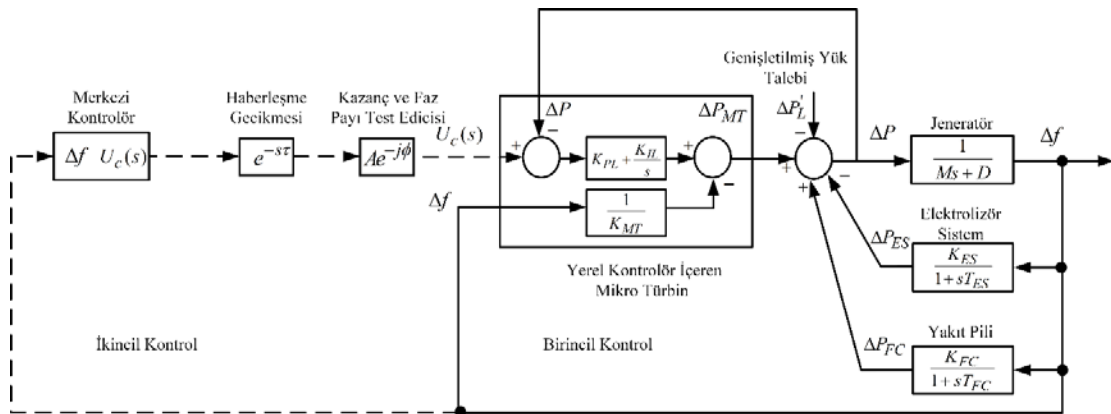 Genişletilmiş Yük
Talebi
ΔP'_L
Merkezi
Kontrolör
Haberleşme
Gecikmesi
Kazanç ve Faz
Payı Test Edicisi
U_c(s)
ΔP
ΔP_MT
ΔP
Jeneratör
Δf
Δf U_c(s)
e^{-sτ}
Ae^{-jϕ}
+
−
K_PL + K_IL/s
+
−
+
−
+
−
1/(Ms + D)
Δf
1/K_MT
ΔP_ES
Elektrolizör
Sistem
K_ES/(1+sT_ES)
Yerel Kontrolör İçeren
Mikro Türbin
İkincil Kontrol
Birincil Kontrol
ΔP_FC
Yakıt Pili
K_FC/(1+sT_FC)